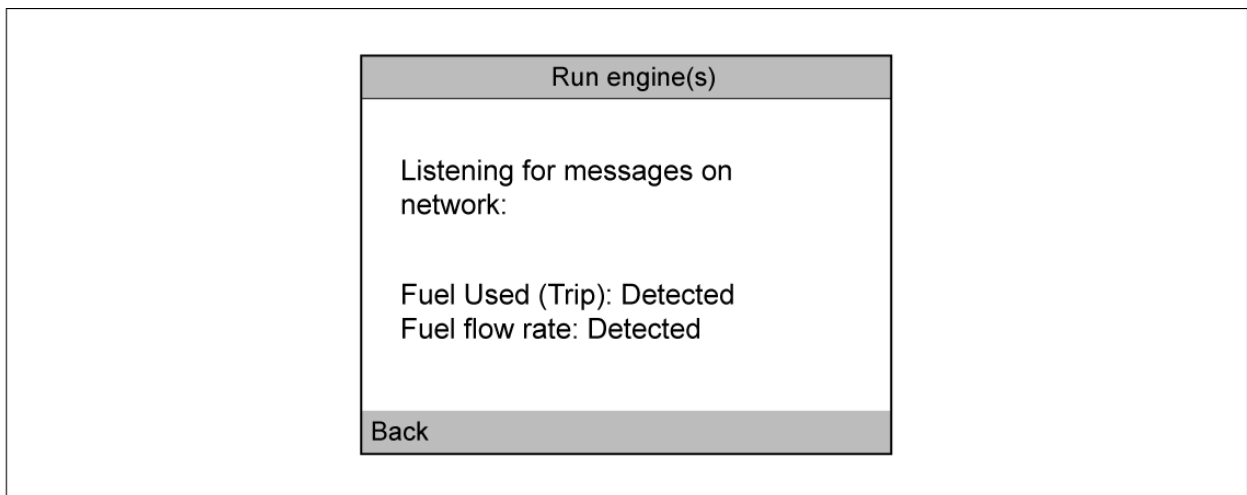 Run engine(s)
Listening for messages on
network:
Fuel Used (Trip): Detected
Fuel flow rate: Detected
Back